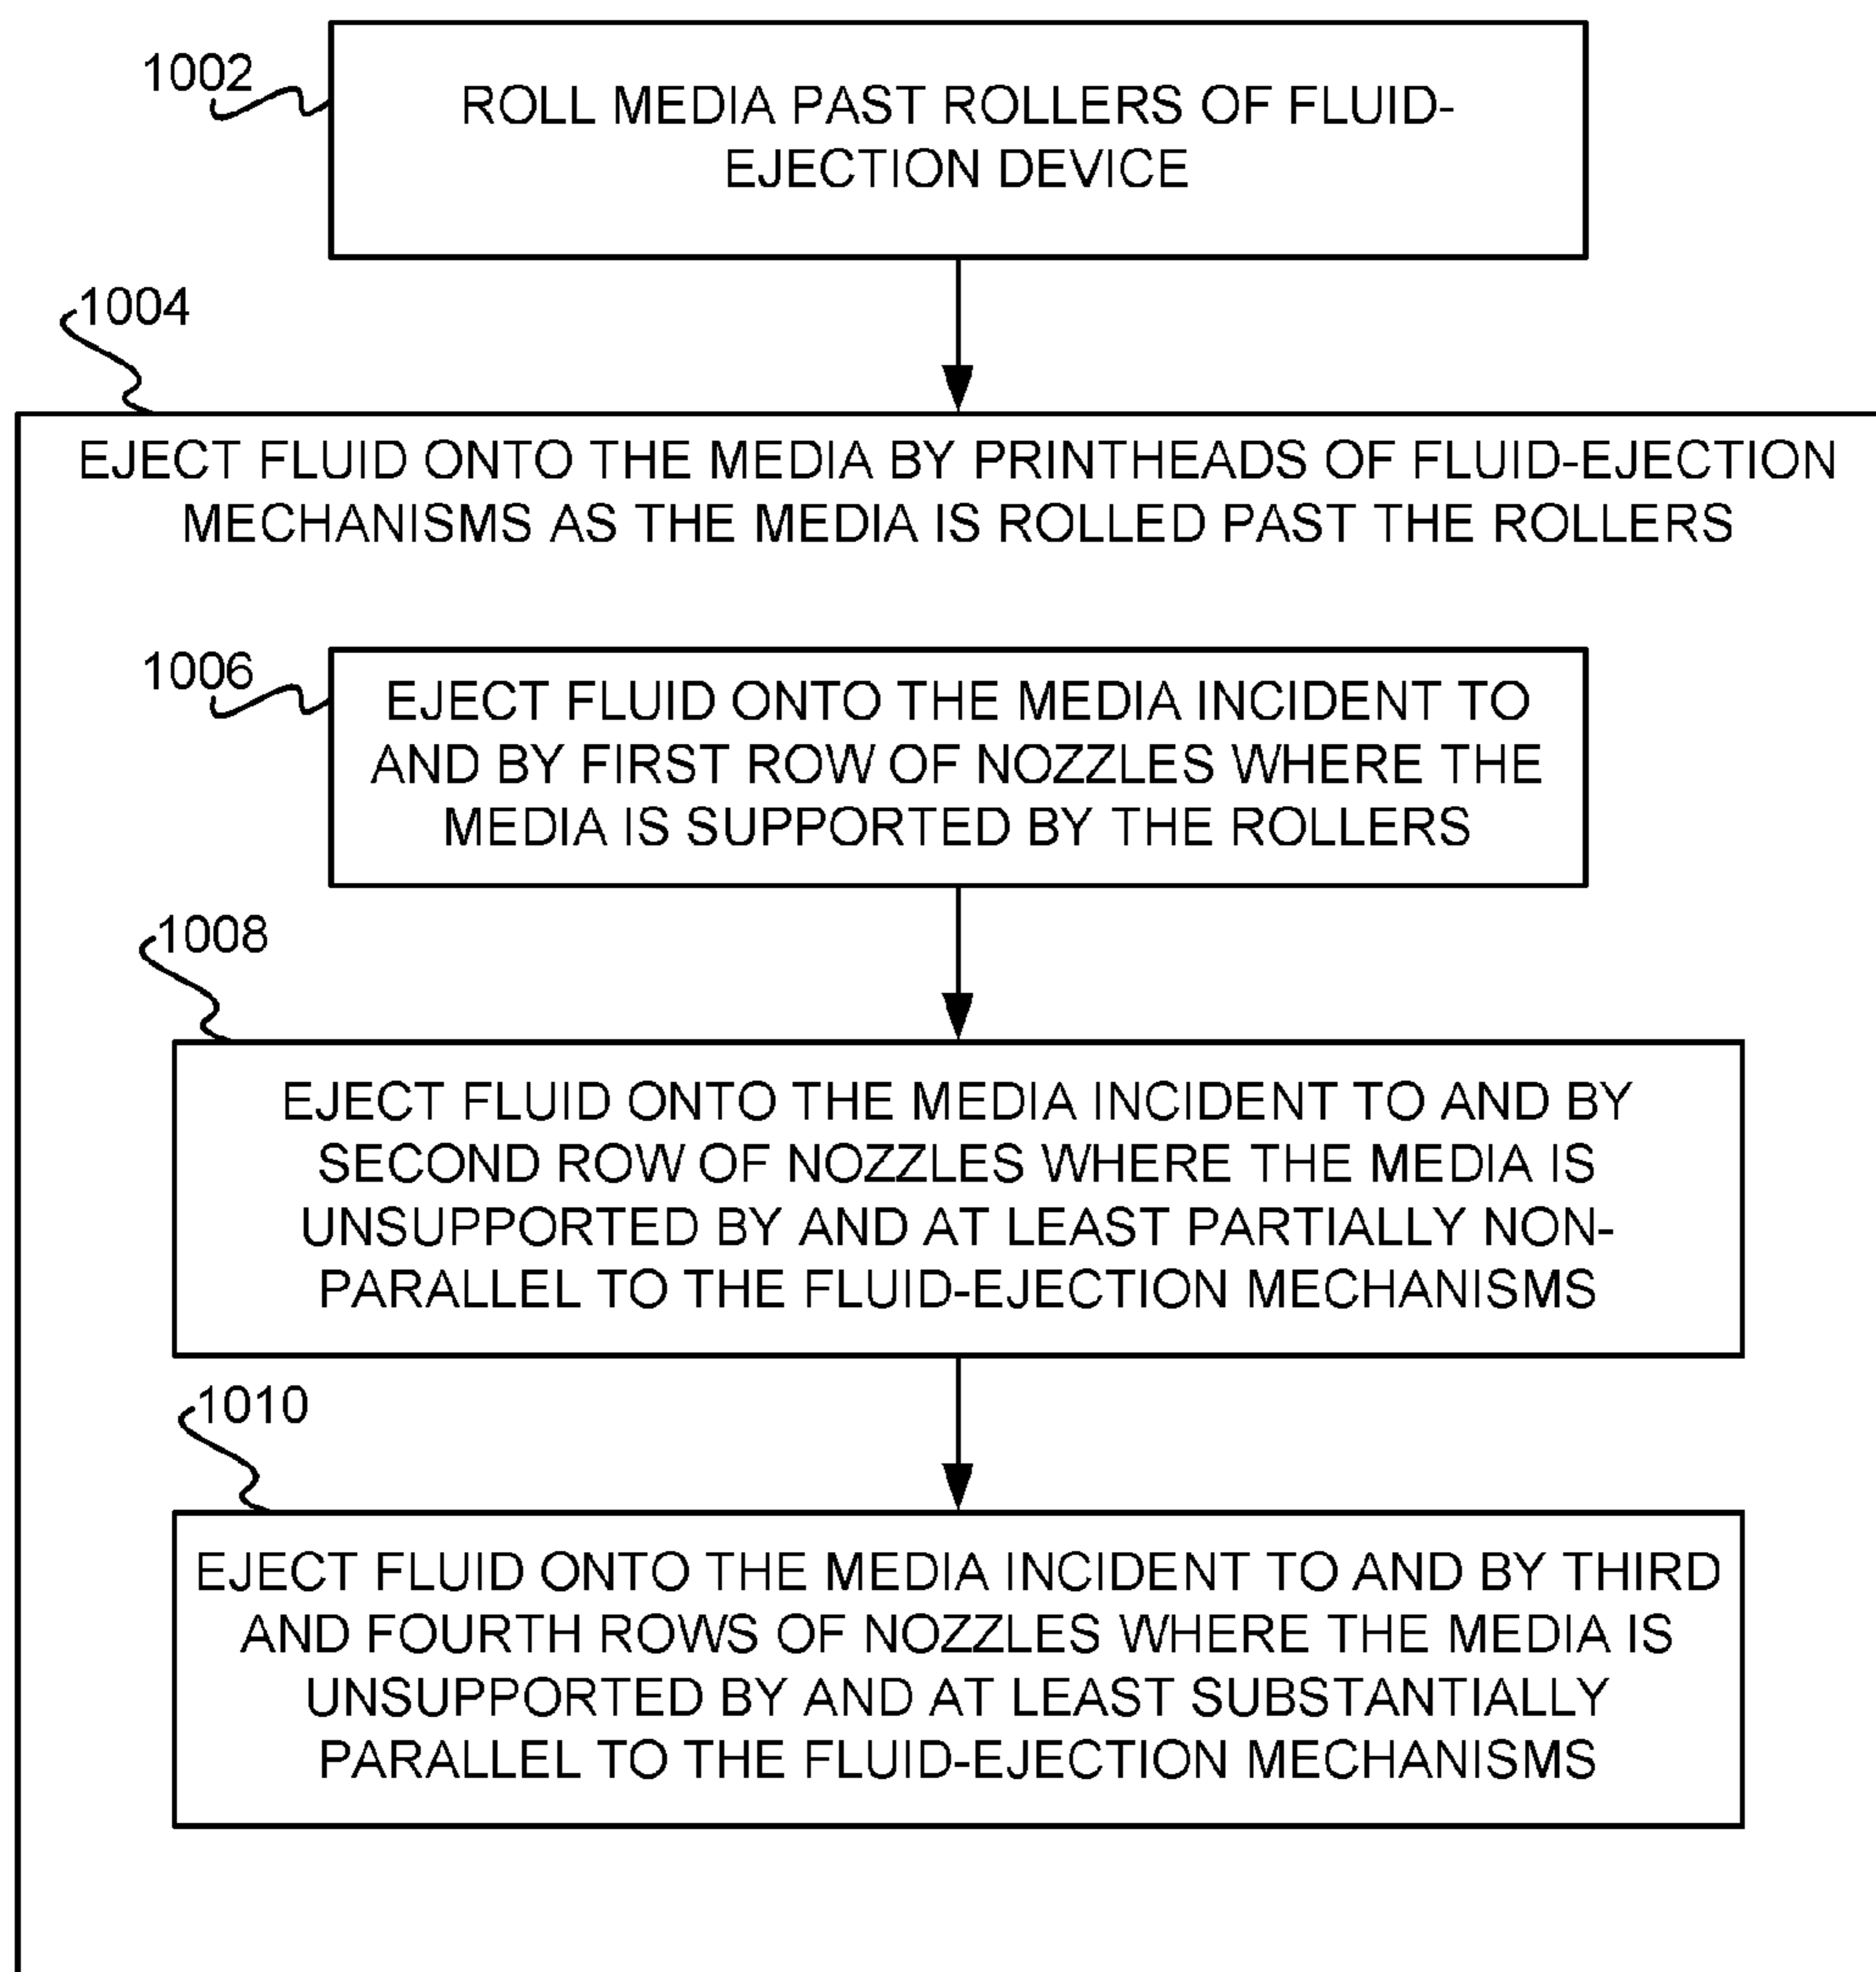 1002
ROLL MEDIA PAST ROLLERS OF FLUID-
EJECTION DEVICE
1004
EJECT FLUID ONTO THE MEDIA BY PRINTHEADS OF FLUID-EJECTION
MECHANISMS AS THE MEDIA IS ROLLED PAST THE ROLLERS
1006
EJECT FLUID ONTO THE MEDIA INCIDENT TO
AND BY FIRST ROW OF NOZZLES WHERE THE
MEDIA IS SUPPORTED BY THE ROLLERS
1008
EJECT FLUID ONTO THE MEDIA INCIDENT TO AND BY
SECOND ROW OF NOZZLES WHERE THE MEDIA IS
UNSUPPORTED BY AND AT LEAST PARTIALLY NON-
PARALLEL TO THE FLUID-EJECTION MECHANISMS
1010
EJECT FLUID ONTO THE MEDIA INCIDENT TO AND BY THIRD
AND FOURTH ROWS OF NOZZLES WHERE THE MEDIA IS
UNSUPPORTED BY AND AT LEAST SUBSTANTIALLY
PARALLEL TO THE FLUID-EJECTION MECHANISMS